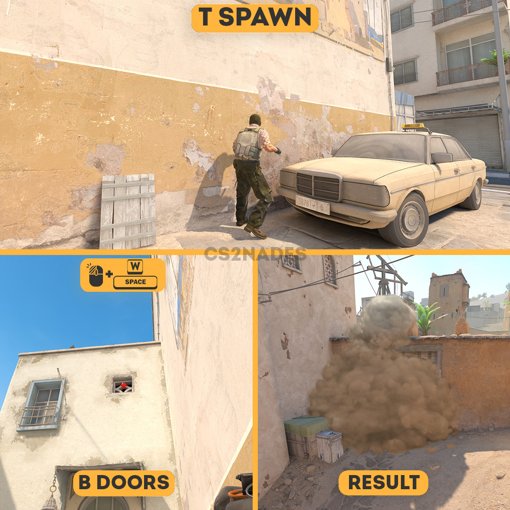 T SPAWN
CS2NADES
W
+
SPACE
B DOORS
RESULT